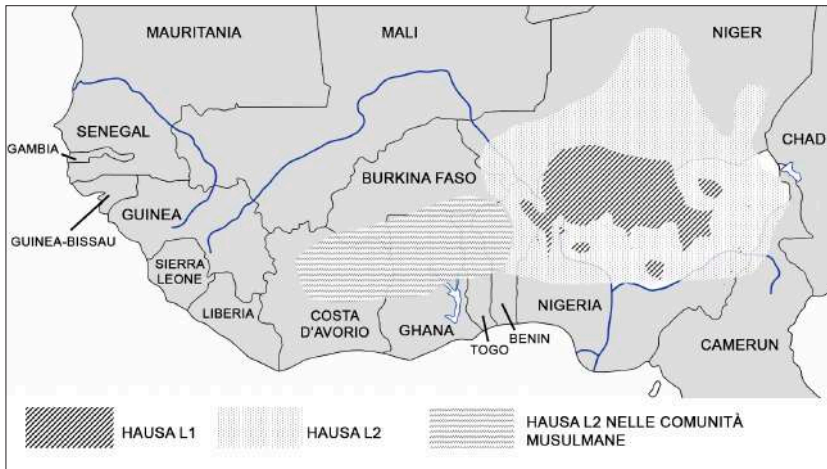 MAURITANIA
MALI
NIGER
SENEGAL
GAMBIA
CHAD
BURKINA FASO
GUINEA
GUINEA-BISSAU
SIERRA
LEONE
LIBERIA
COSTA
D'AVORIO
GHANA
TOGO
BENIN
NIGERIA
CAMERUN
HAUSA L1
HAUSA L2
HAUSA L2 NELLE COMUNITÀ
MUSULMANE